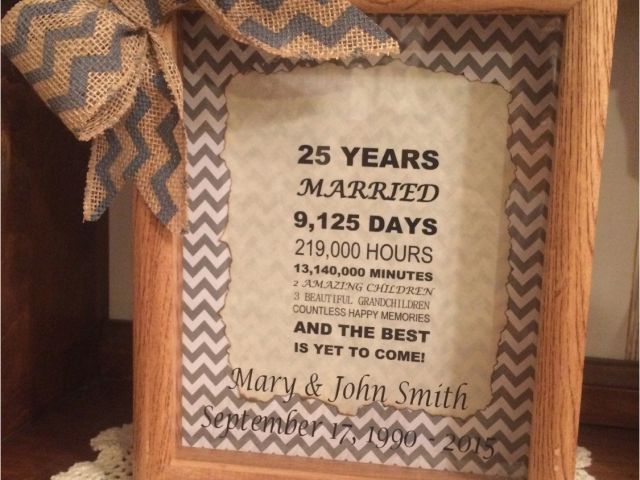 25 YEARS
MARRIED
9,125 DAYS
219,000 HOURS
13,140,000 MINUTES
2 AMAZING CHILDREN
3 BEAUTIFUL GRANDCHILDREN
COUNTLESS HAPPY MEMORIES
AND THE BEST
IS YET TO COME!
Mary & John Smith
September 17, 1990 - 2015